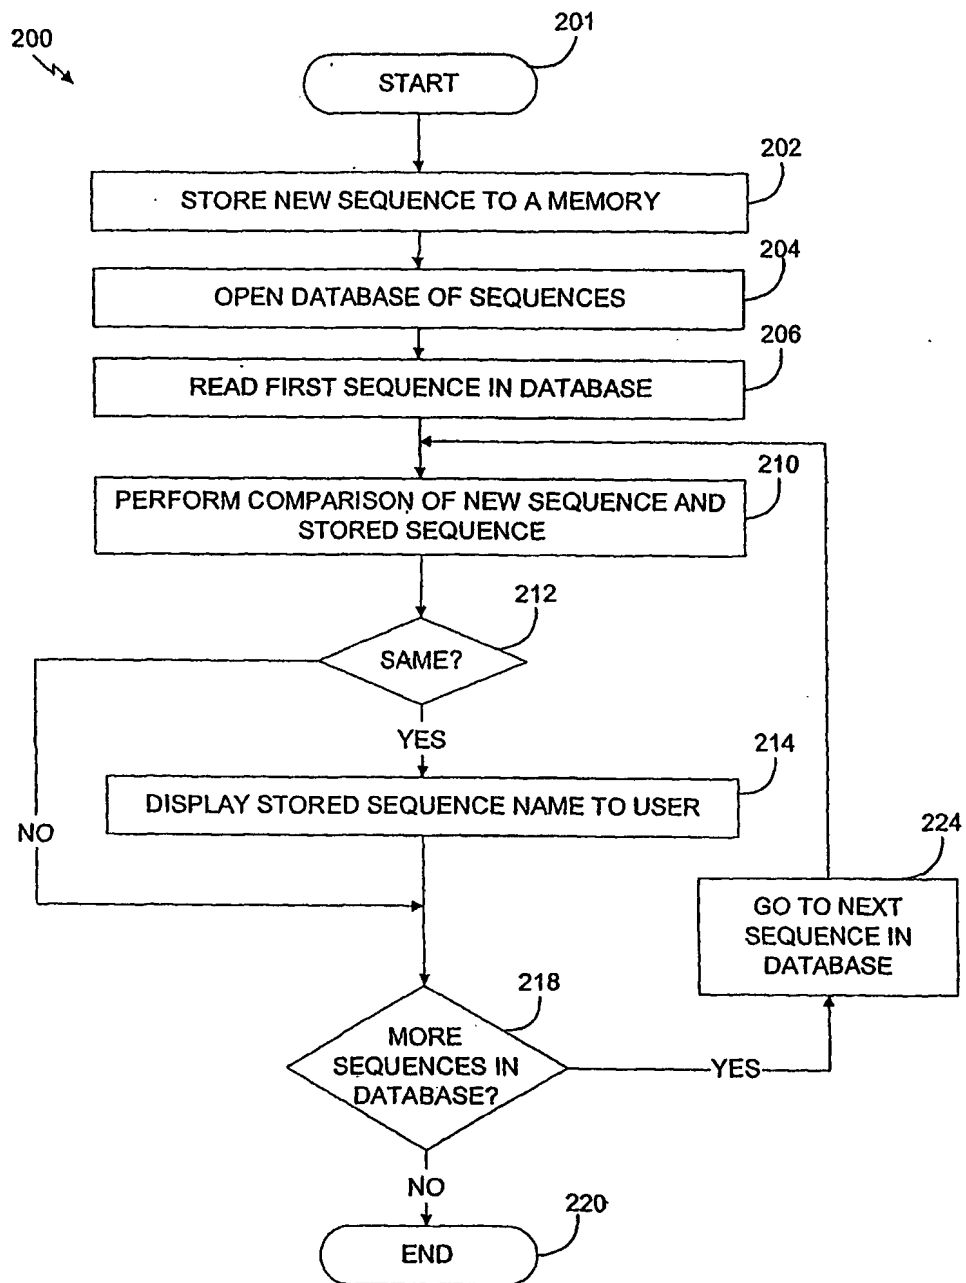 200
201
START
202
STORE NEW SEQUENCE TO A MEMORY
204
OPEN DATABASE OF SEQUENCES
206
READ FIRST SEQUENCE IN DATABASE
210
PERFORM COMPARISON OF NEW SEQUENCE AND
STORED SEQUENCE
212
SAME?
YES
214
DISPLAY STORED SEQUENCE NAME TO USER
NO
224
GO TO NEXT
SEQUENCE IN
DATABASE
218
MORE
SEQUENCES IN
DATABASE?
YES
NO
220
END